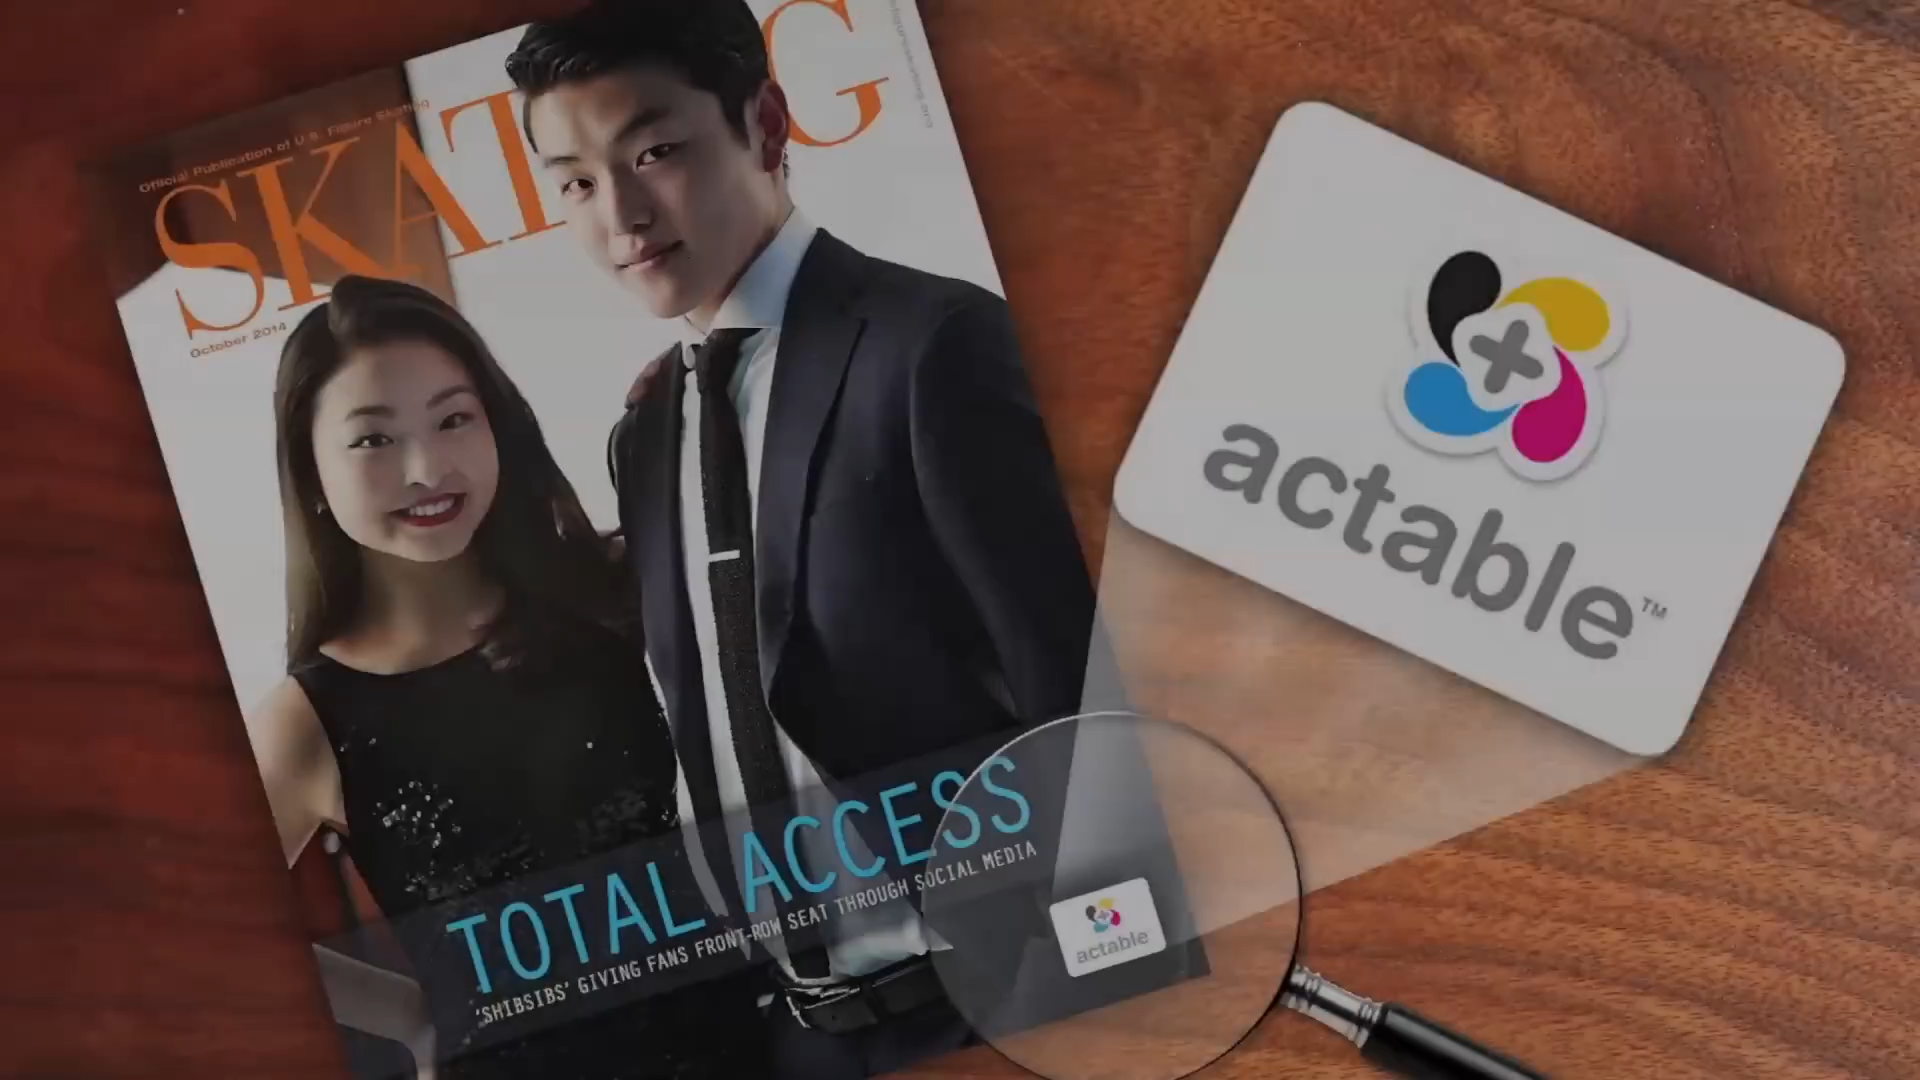 Official Publication of U.S. Figure Skating
SKATING
October 2014
TOTAL ACCESS
'SHIBSIBS' GIVING FANS FRONT-ROW SEAT THROUGH SOCIAL MEDIA
actable
actable™